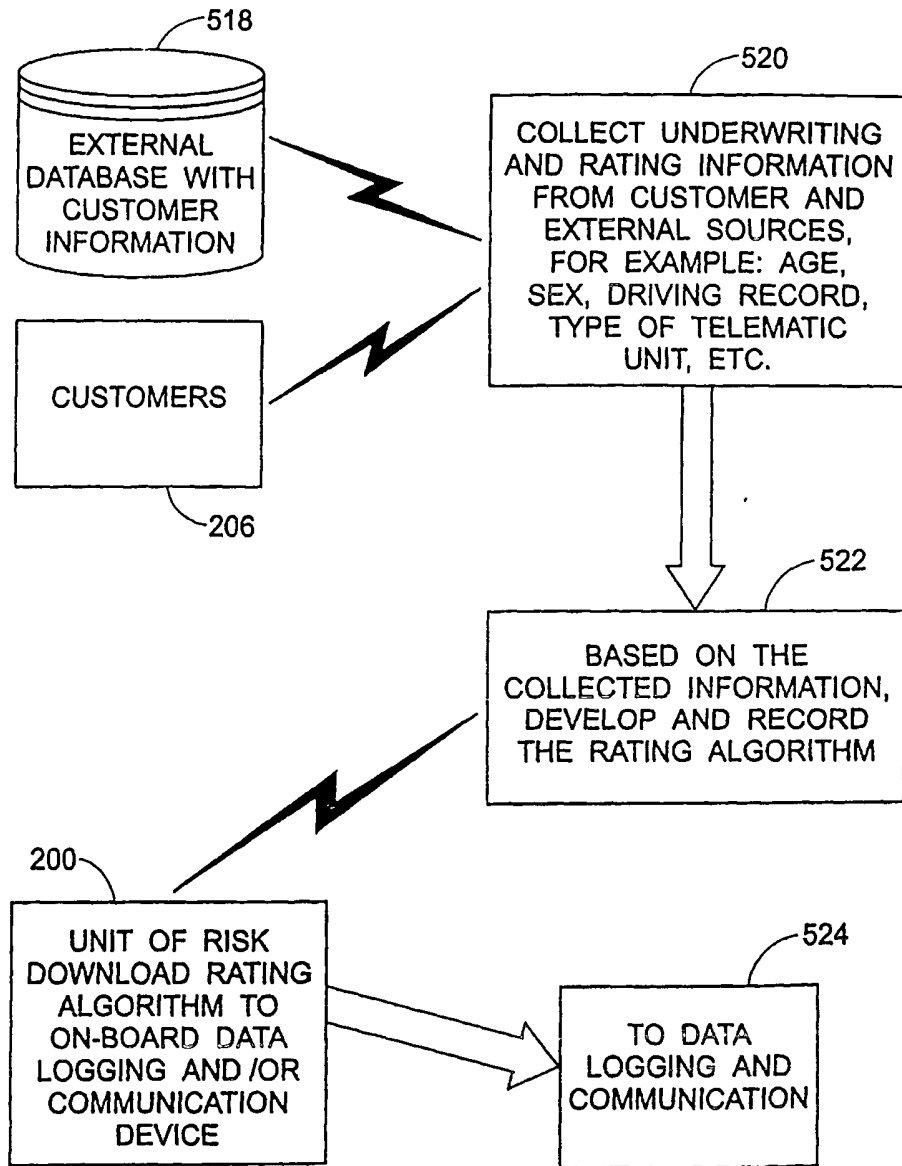 518
EXTERNAL
DATABASE WITH
CUSTOMER
INFORMATION
520
COLLECT UNDERWRITING
AND RATING INFORMATION
FROM CUSTOMER AND
EXTERNAL SOURCES,
FOR EXAMPLE: AGE,
SEX, DRIVING RECORD,
TYPE OF TELEMATIC
UNIT, ETC.
CUSTOMERS
206
522
BASED ON THE
COLLECTED INFORMATION,
DEVELOP AND RECORD
THE RATING ALGORITHM
200
UNIT OF RISK
DOWNLOAD RATING
ALGORITHM TO
ON-BOARD DATA
LOGGING AND /OR
COMMUNICATION
DEVICE
524
TO DATA
LOGGING AND
COMMUNICATION